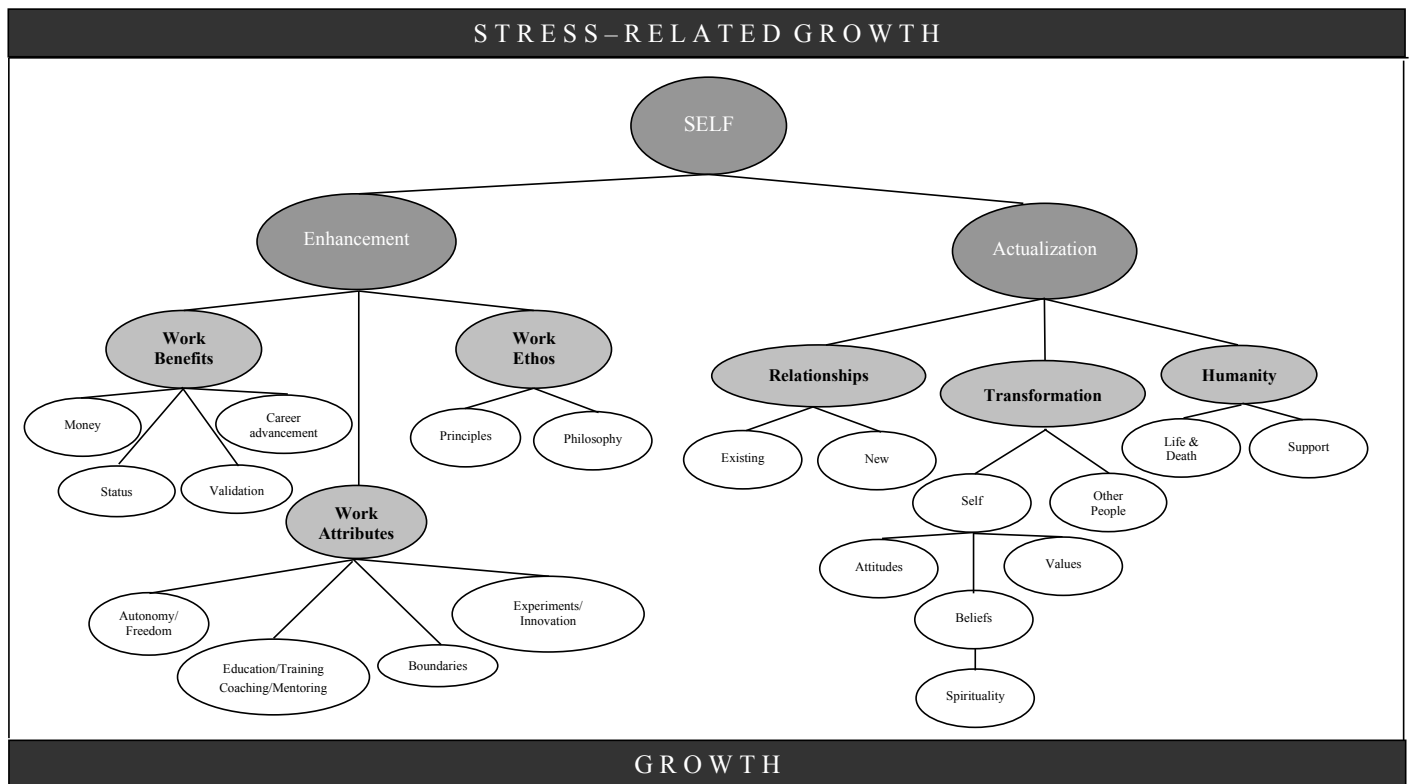 STRESS–RELATED GROWTH
SELF
Enhancement
Actualization
Work
Benefits
Work
Ethos
Relationships
Transformation
Humanity
Money
Career
advancement
Status
Validation
Principles
Philosophy
Existing
New
Life &
Death
Support
Self
Other
People
Work
Attributes
Attitudes
Values
Beliefs
Spirituality
Autonomy/
Freedom
Education/Training
Coaching/Mentoring
Boundaries
Experiments/
Innovation
GROWTH